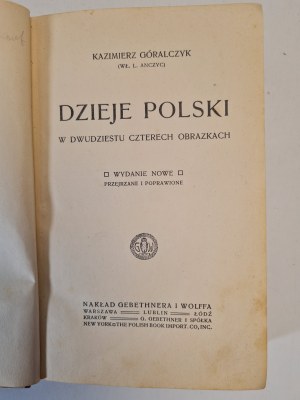 KAZIMIERZ GÓRALCZYK
(WŁ. L. ANCZYC)
DZIEJE POLSKI
W DWUDZIESTU CZTERECH OBRAZKACH
WYDANIE NOWE
PRZEJRZANE I POPRAWIONE
NAKŁAD GEBETHNERA I WOLFFA
WARSZAWA — LUBLIN — ŁÓDŹ
KRAKÓW — G. GEBETHNER I SPÓŁKA
NEW YORK: THE POLISH BOOK IMPORT. CO, INC.